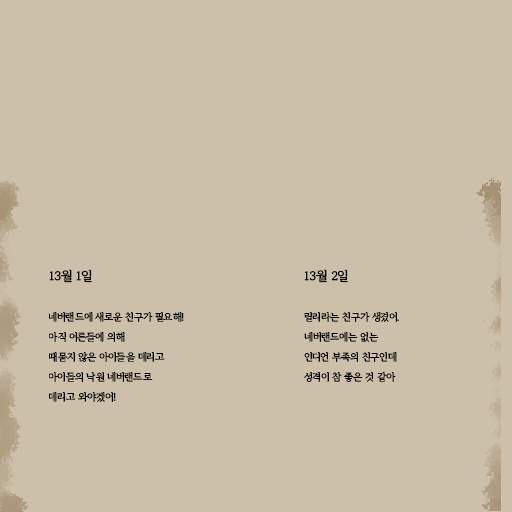 13월 1일
네버랜드에 새로운 친구가 필요해!
아직 어른들에 의해
때묻지 않은 아이들을 데리고
아이들의 낙원 네버랜드로
데리고 와야겠어!
13월 2일
릴리라는 친구가 생겼어.
네버랜드에는 없는
인디언 부족의 친구인데
성격이 참 좋은 것 같아